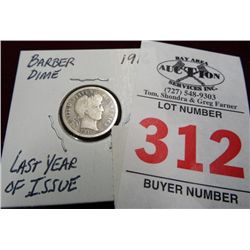 BARBER
DIME
191
LAST YEAR
OF ISSUE
BAY AREA
AUCTION
SERVICES INC.
(727) 548-9303
Tom, Shondra & Greg Farner
LOT NUMBER
312
BUYER NUMBER